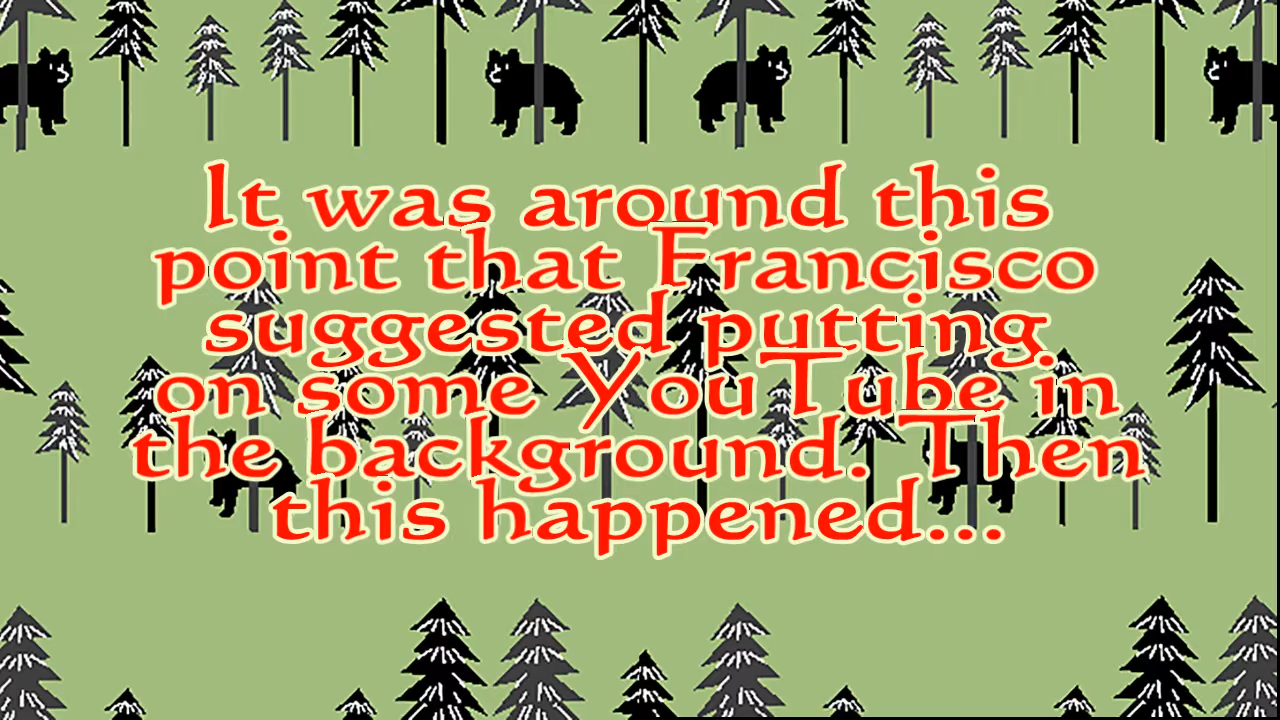 It was around this
point that Francisco
suggested putting
on some YouTube in
the background. Then
this happened...